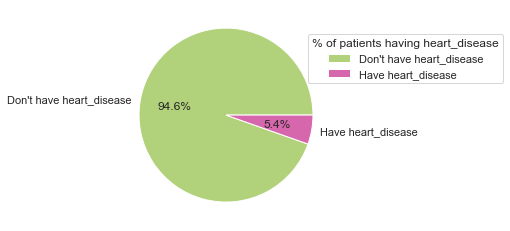 % of patients having heart_disease
Don't have heart_disease
Have heart_disease
Don't have heart_disease
94.6%
5.4%
Have heart_disease